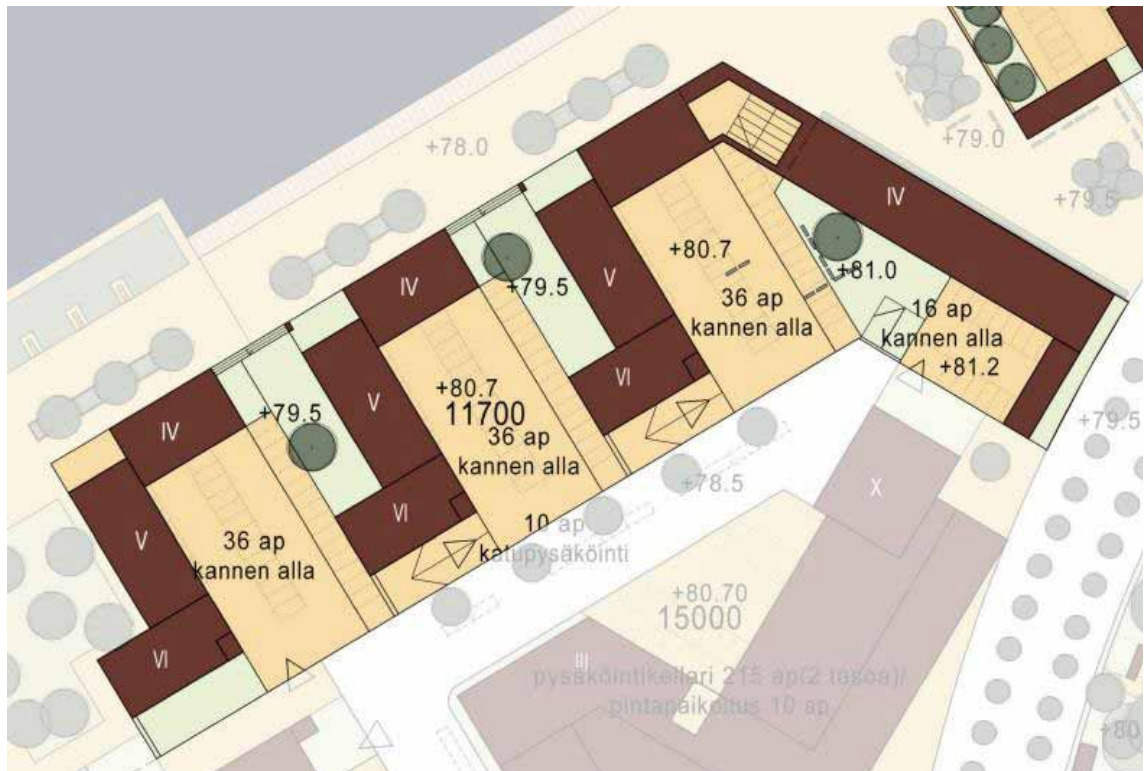 +78.0
+79.0
+79.5
IV
+80.7
+81.0
36 ap
kannen alla
16 ap
kannen alla
+81.2
V
IV
+79.5
VI
+79.5
V
+80.7
11700
36 ap
kannen alla
IV
+79.5
VI
V
36 ap
kannen alla
VI
10 ap
katupysäköinti
+78.5
X
+80.70
15000
III
pysäköintikellari 215 ap(2 tasoa)/
pintapaikoitus 10 ap
+80